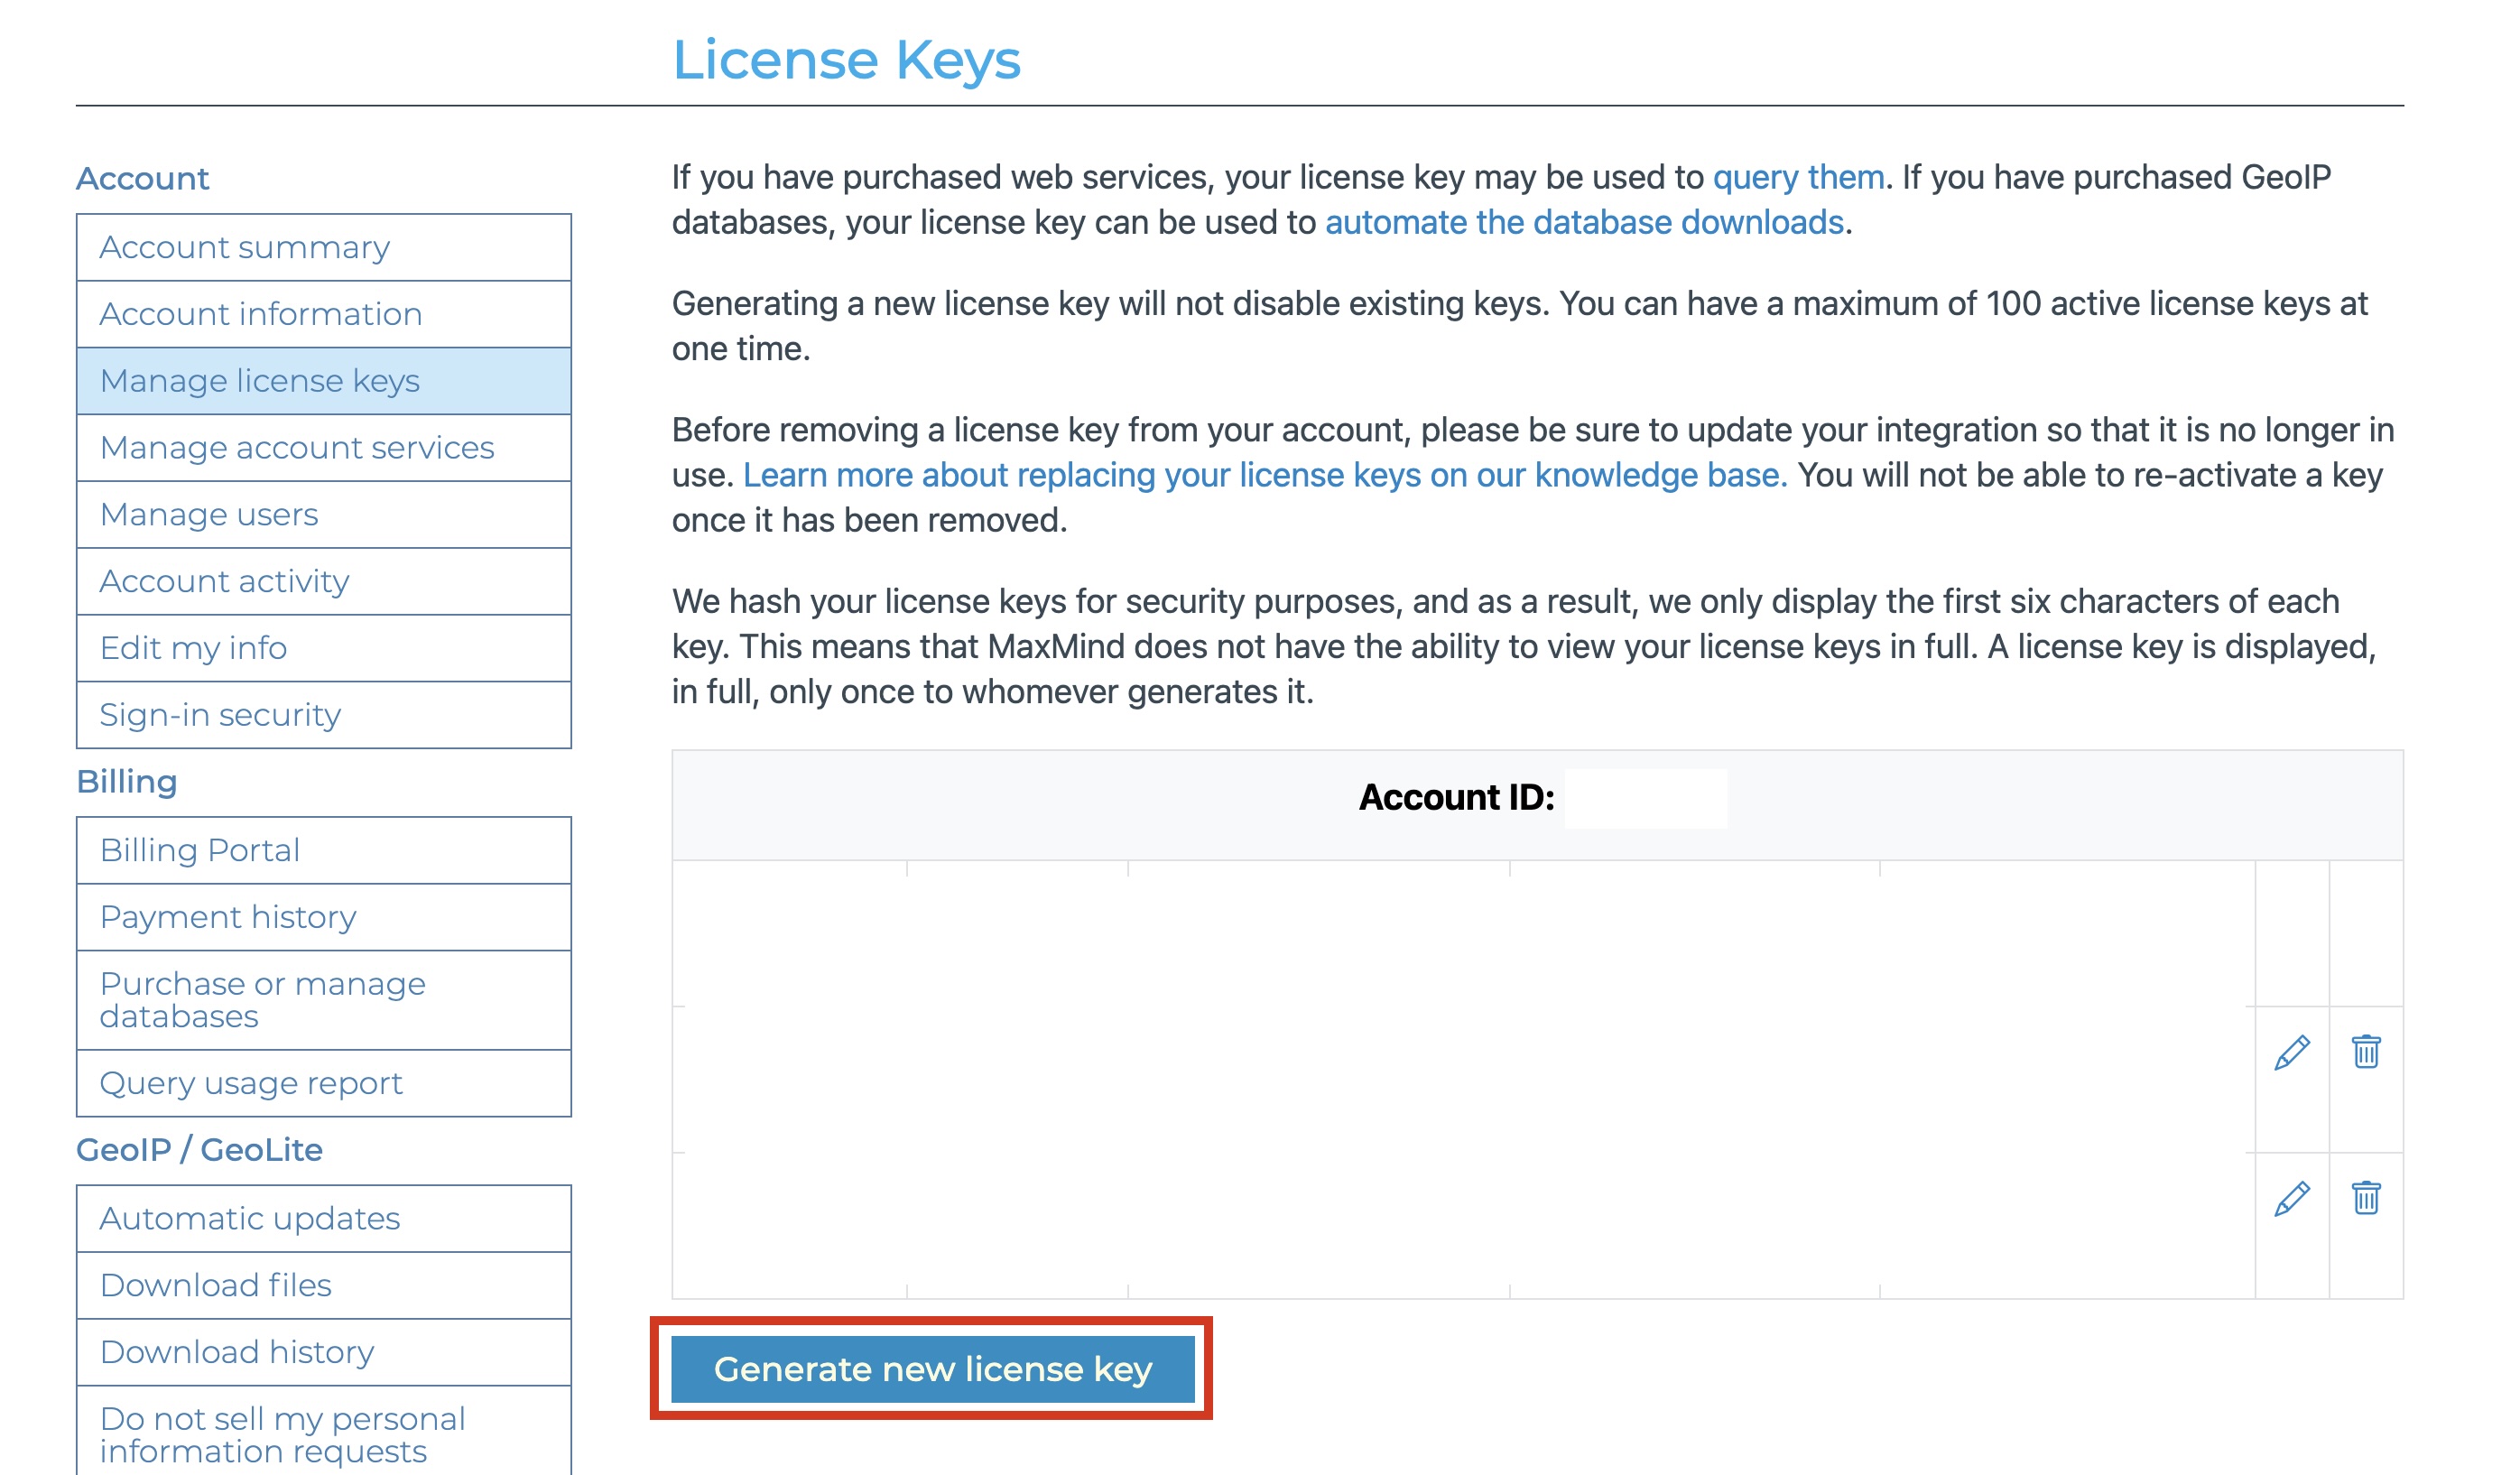 License Keys
Account
Account summary
Account information
Manage license keys
Manage account services
Manage users
Account activity
Edit my info
Sign-in security
Billing
Billing Portal
Payment history
Purchase or manage
databases
Query usage report
GeoIP / GeoLite
Automatic updates
Download files
Download history
Do not sell my personal
information requests
If you have purchased web services, your license key may be used to query them. If you have purchased GeoIP
databases, your license key can be used to automate the database downloads.
Generating a new license key will not disable existing keys. You can have a maximum of 100 active license keys at
one time.
Before removing a license key from your account, please be sure to update your integration so that it is no longer in
use. Learn more about replacing your license keys on our knowledge base. You will not be able to re-activate a key
once it has been removed.
We hash your license keys for security purposes, and as a result, we only display the first six characters of each
key. This means that MaxMind does not have the ability to view your license keys in full. A license key is displayed,
in full, only once to whomever generates it.
Account ID:
Generate new license key